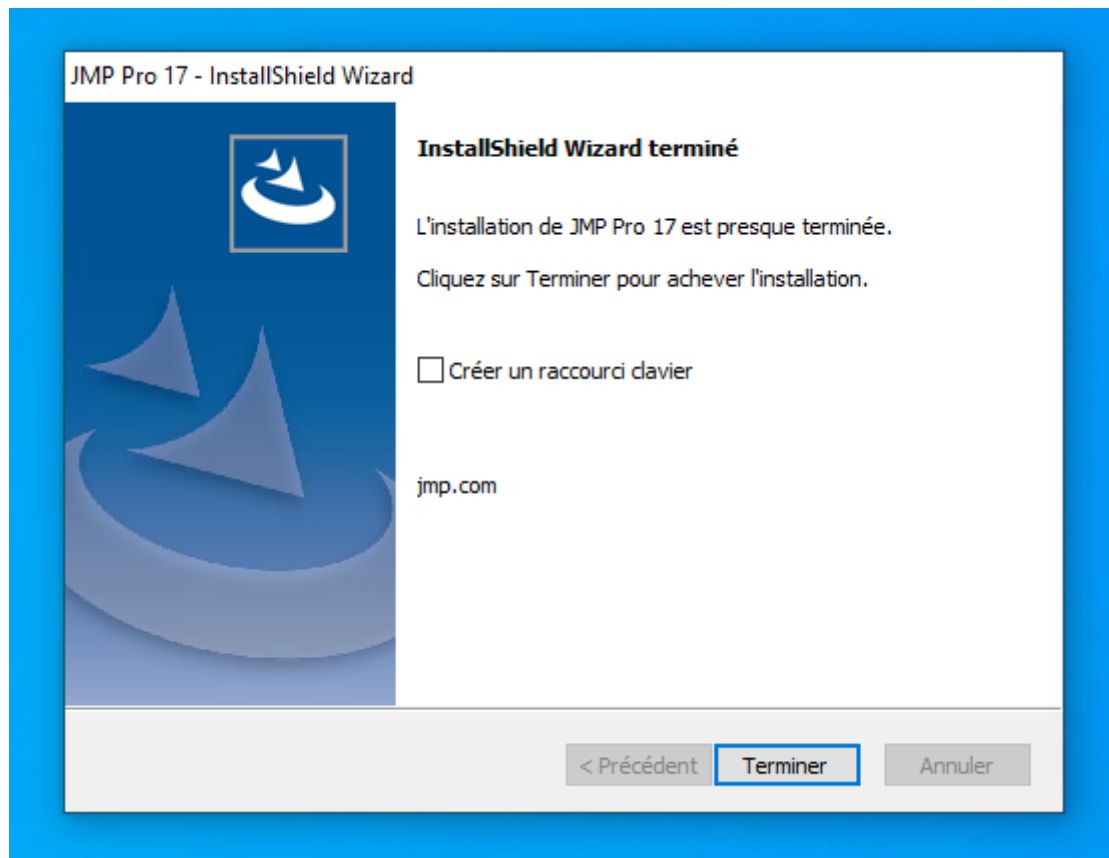 JMP Pro 17 - InstallShield Wizard
InstallShield Wizard terminé
L'installation de JMP Pro 17 est presque terminée.
Cliquez sur Terminer pour achever l'installation.
Créer un raccourci clavier
jmp.com
< Précédent Terminer Annuler